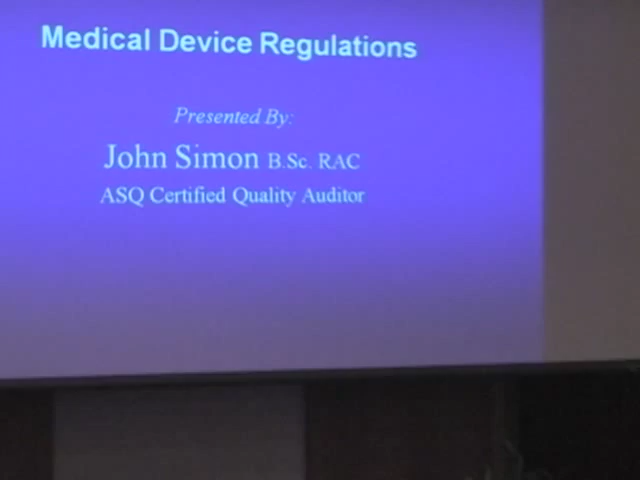 Medical Device Regulations
Presented By:
John Simon B.Sc. RAC
ASQ Certified Quality Auditor